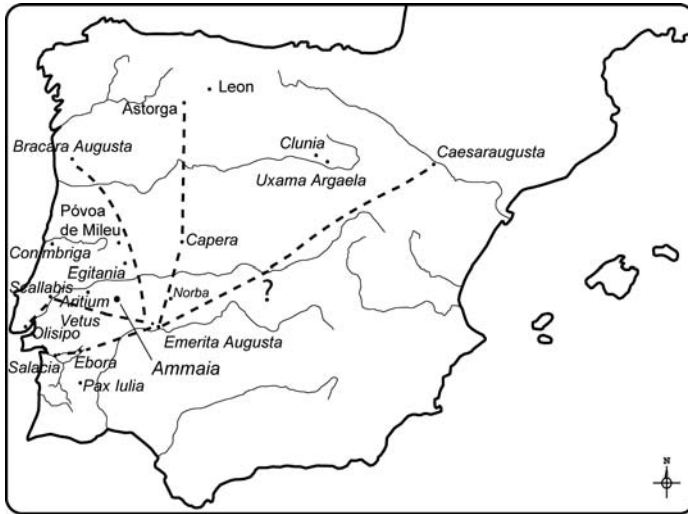 Leon
Astorga
Bracara Augusta
Clunia
Caesaraugusta
Uxama Argaela
Póvoa
de Mileu
Capera
Conimbriga
Egitania
Scallabis
Norba
?
Aritium
Vetus
Olisipo
Emerita Augusta
Salacia
Ebora
Ammaia
Pax Iulia
N